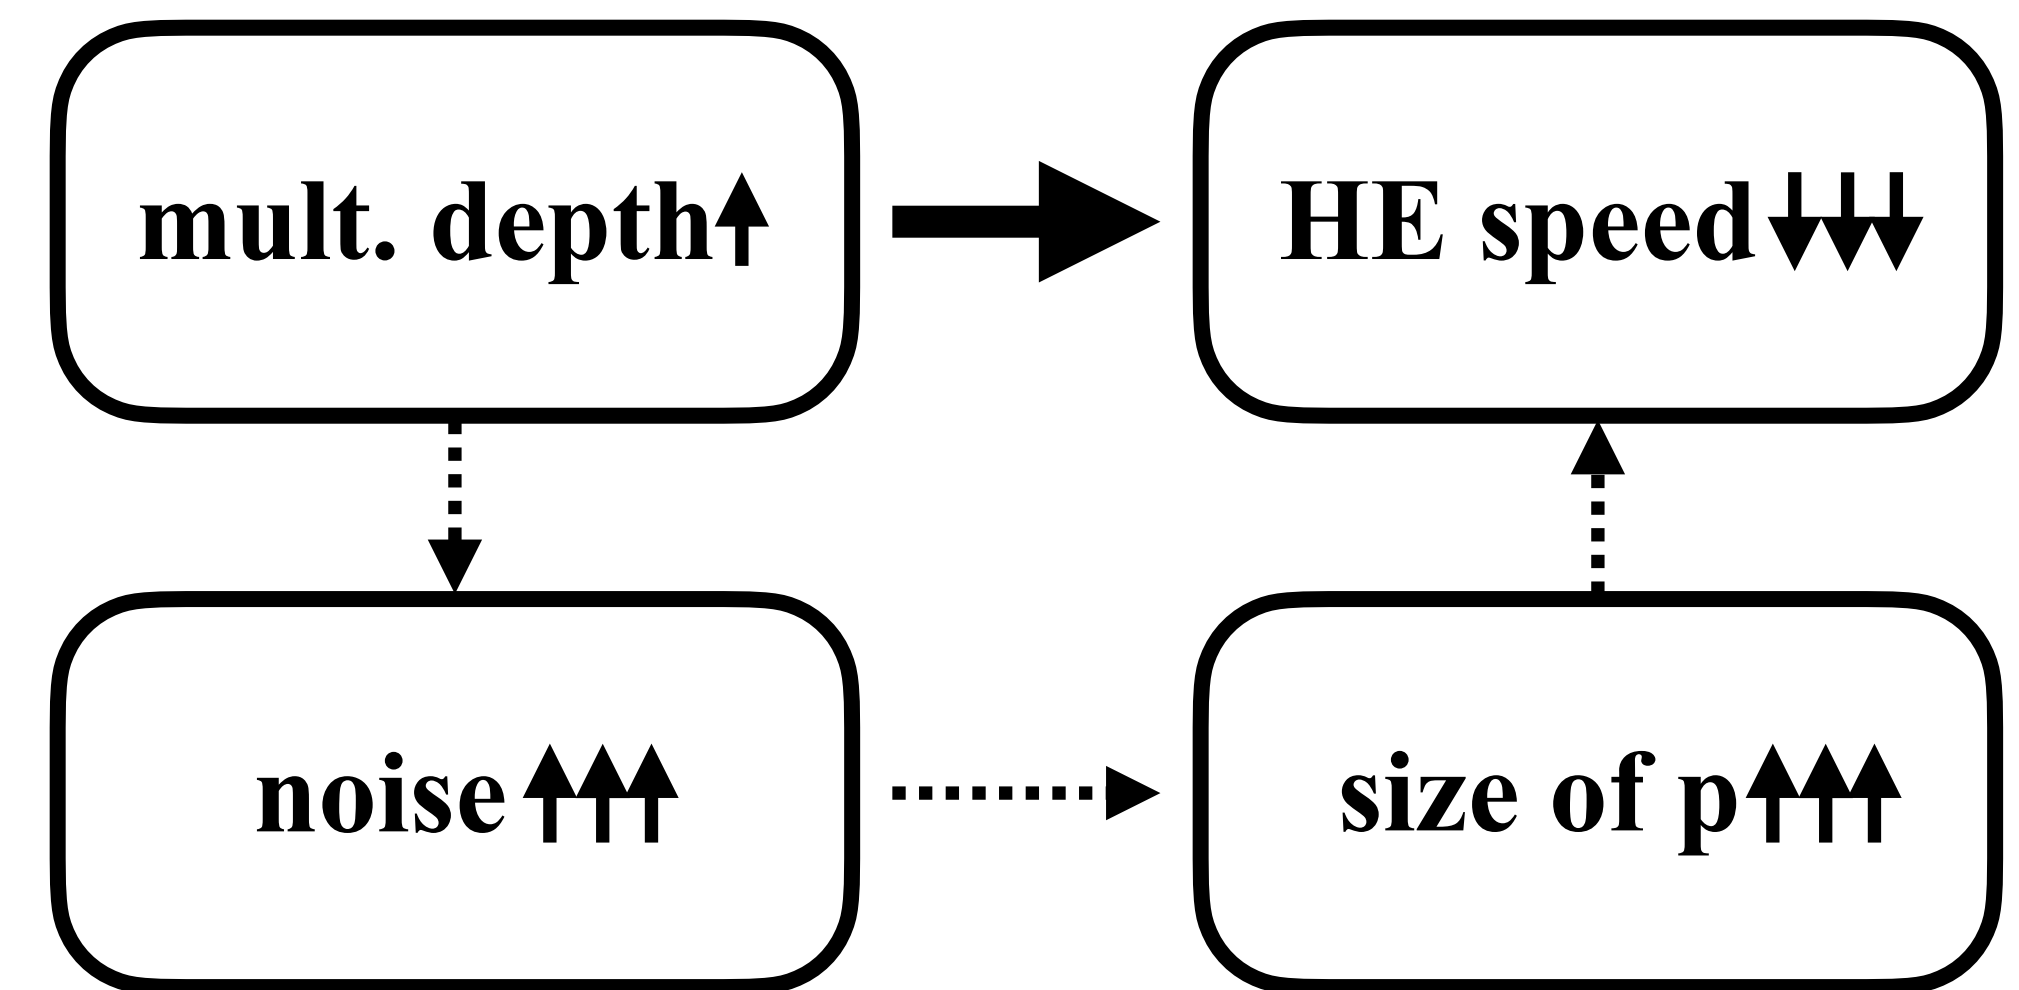 mult. depth↑
HE speed↓↓↓
noise↑↑↑
size of p↑↑↑